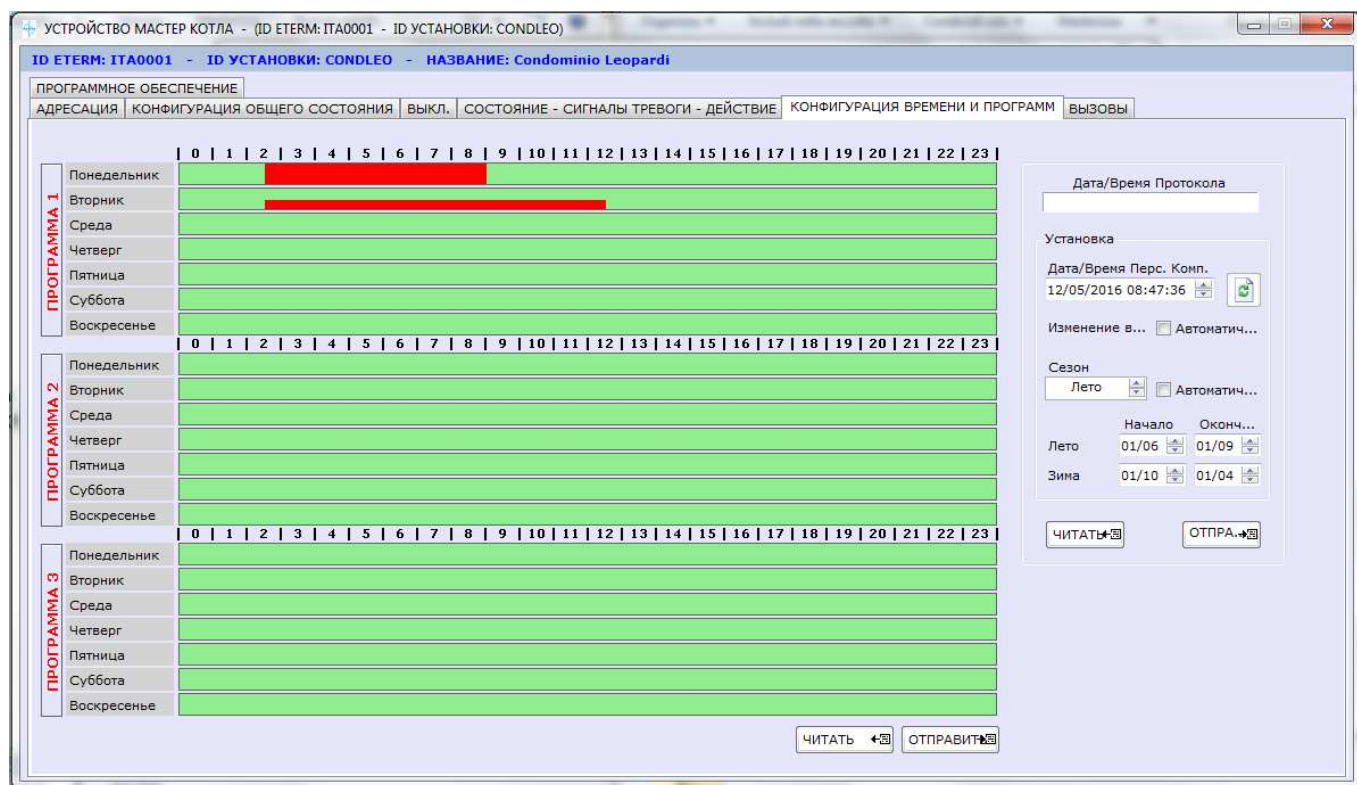 УСТРОЙСТВО МАСТЕР КОТЛА - (ID ETERM: ITA0001 - ID УСТАНОВКИ: CONDLEO)
ID ETERM: ITA0001 - ID УСТАНОВКИ: CONDLEO - НАЗВАНИЕ: Condominio Leopardi
ПРОГРАММНОЕ ОБЕСПЕЧЕНИЕ
АДРЕСАЦИЯ КОНФИГУРАЦИЯ ОБЩЕГО СОСТОЯНИЯ ВЫКЛ. СОСТОЯНИЕ - СИГНАЛЫ ТРЕВОГИ - ДЕЙСТВИЕ КОНФИГУРАЦИЯ ВРЕМЕНИ И ПРОГРАММ ВЫЗОВЫ
| 0 | 1 | 2 | 3 | 4 | 5 | 6 | 7 | 8 | 9 | 10 | 11 | 12 | 13 | 14 | 15 | 16 | 17 | 18 | 19 | 20 | 21 | 22 | 23 |
ПРОГРАММА 1
Понедельник
Вторник
Среда
Четверг
Пятница
Суббота
Воскресенье
| 0 | 1 | 2 | 3 | 4 | 5 | 6 | 7 | 8 | 9 | 10 | 11 | 12 | 13 | 14 | 15 | 16 | 17 | 18 | 19 | 20 | 21 | 22 | 23 |
ПРОГРАММА 2
Понедельник
Вторник
Среда
Четверг
Пятница
Суббота
Воскресенье
| 0 | 1 | 2 | 3 | 4 | 5 | 6 | 7 | 8 | 9 | 10 | 11 | 12 | 13 | 14 | 15 | 16 | 17 | 18 | 19 | 20 | 21 | 22 | 23 |
ПРОГРАММА 3
Понедельник
Вторник
Среда
Четверг
Пятница
Суббота
Воскресенье
ЧИТАТЬ ОТПРАВИТ
Дата/Время Протокола
Установка
Дата/Время Перс. Комп.
12/05/2016 08:47:36
Изменение в... Автоматич...
Сезон
Лето Автоматич...
Начало Оконч...
Лето 01/06 01/09
Зима 01/10 01/04
ЧИТАТЬ ОТПРА.